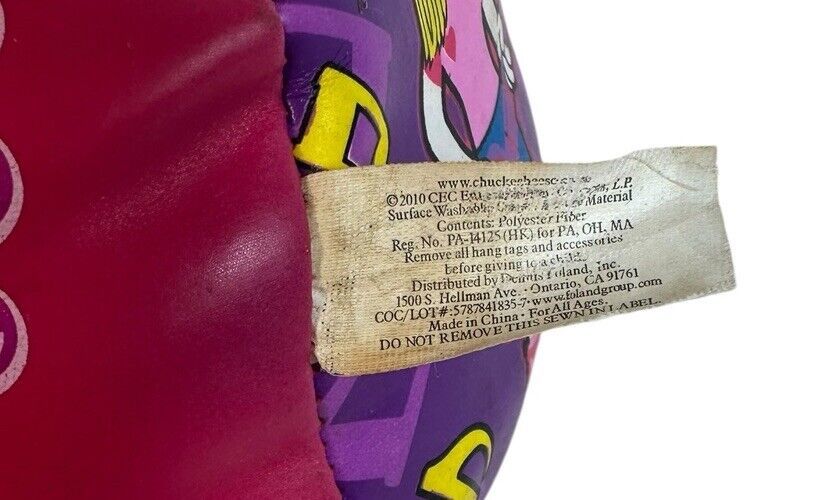 www.chuckeeheese
©2010 CEC L.P.
Surface Washable Material
Contents: Polyester Fiber
Reg. No. PA-14125 (HK) for PA, OH, MA
Remove all hang tags and accessories
before giving to a child.
Distributed by Dennis Foland, Inc.
1500 S. Hellman Ave. · Ontario, CA 91761
COC/LOT#:5787841835-7·www.folandgroup.com
Made in China · For All Ages.
DO NOT REMOVE THIS SEWN IN LABEL.